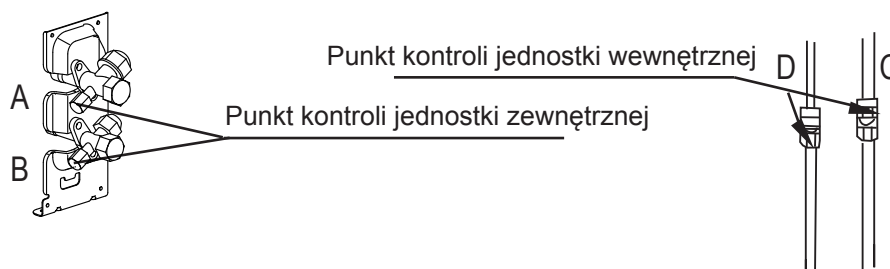 Punkt kontroli jednostki wewnętrznej
D
C
A
Punkt kontroli jednostki zewnętrznej
B